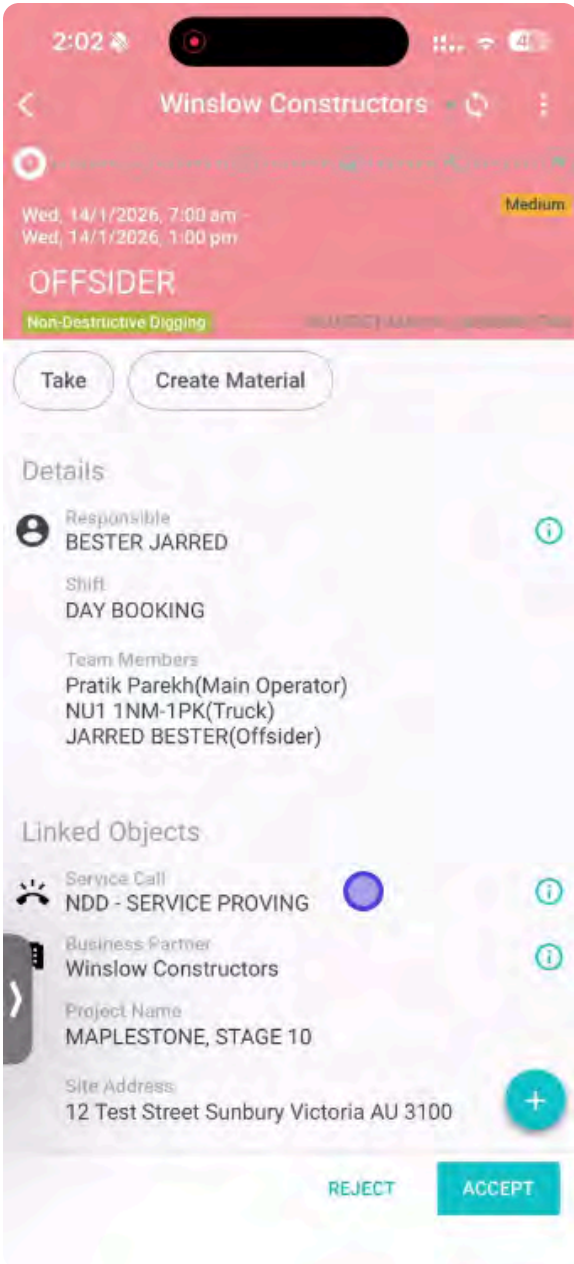 2:02
Winslow Constructors
Wed, 14/1/2026, 7:00 am -
Wed, 14/1/2026, 1:00 pm
Medium
OFFSIDER
Non-Destructive Digging
Take
Create Material
Details
Responsible
BESTER JARRED
Shift
DAY BOOKING
Team Members
Pratik Parekh(Main Operator)
NU1 1NM-1PK(Truck)
JARRED BESTER(Offsider)
Linked Objects
Service Call
NDD - SERVICE PROVING
Business Partner
Winslow Constructors
Project Name
MAPLESTONE, STAGE 10
Site Address
12 Test Street Sunbury Victoria AU 3100
REJECT
ACCEPT